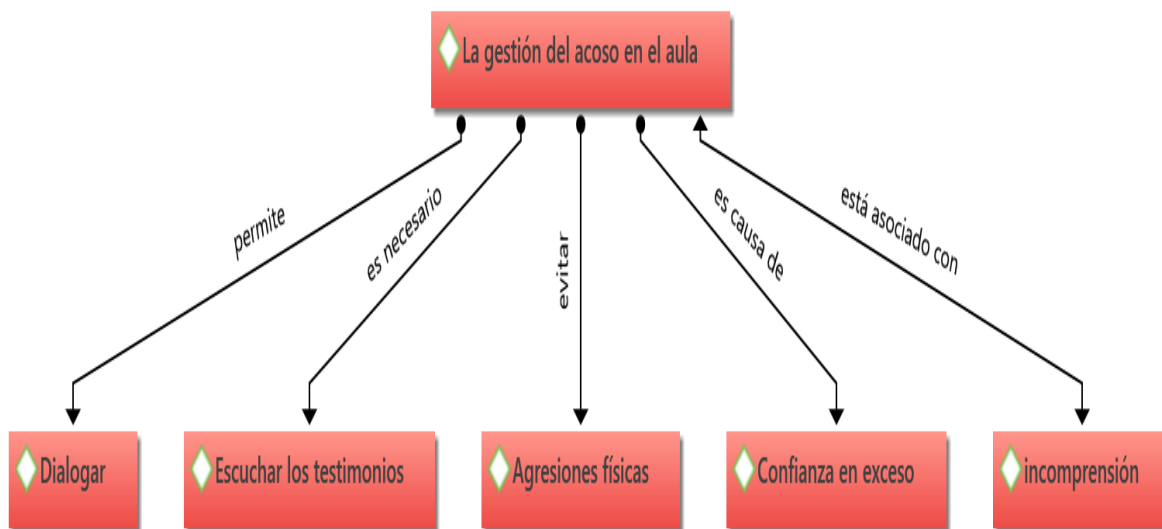 La gestión del acoso en el aula
permite
es necesario
evitar
es causa de
está asociado con
Dialogar
Escuchar los testimonios
Agresiones físicas
Confianza en exceso
incomprensión